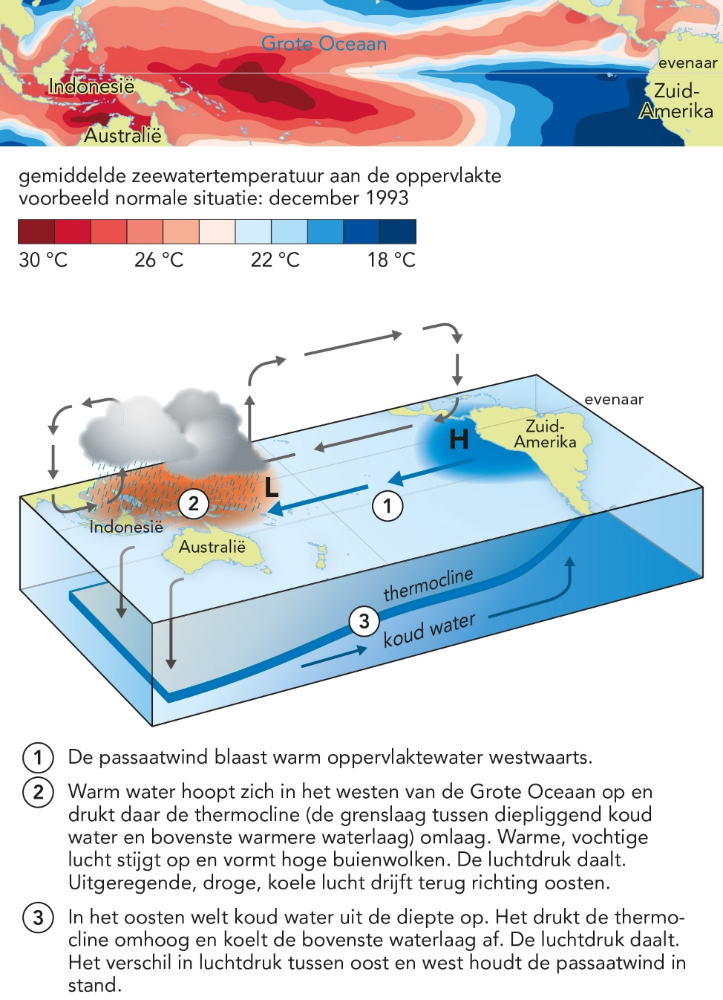 Grote Oceaan
evenaar
Indonesië
Zuid-
Amerika
Australië
gemiddelde zeewatertemperatuur aan de oppervlakte
voorbeeld normale situatie: december 1993
30 °C 26 °C 22 °C 18 °C
evenaar
Zuid-
Amerika
H
L
2
1
Indonesië
Australië
thermocline
3
koud water
1 De passaatwind blaast warm oppervlaktewater westwaarts.
2 Warm water hoopt zich in het westen van de Grote Oceaan op en
drukt daar de thermocline (de grenslaag tussen diepliggend koud
water en bovenste warmere waterlaag) omlaag. Warme, vochtige
lucht stijgt op en vormt hoge buienwolken. De luchtdruk daalt.
Uitgeregende, droge, koele lucht drijft terug richting oosten.
3 In het oosten welt koud water uit de diepte op. Het drukt de thermo-
cline omhoog en koelt de bovenste waterlaag af. De luchtdruk daalt.
Het verschil in luchtdruk tussen oost en west houdt de passaatwind in
stand.